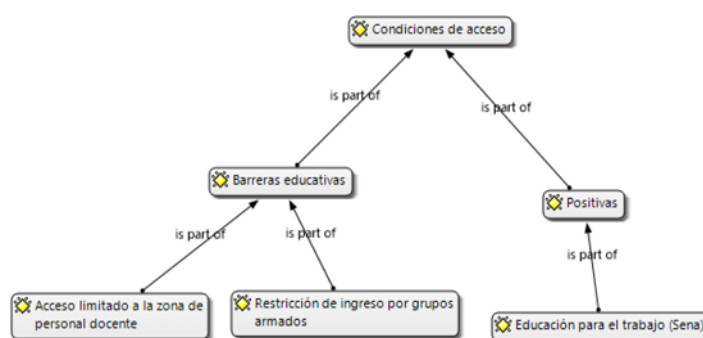 Condiciones de acceso
is part of
is part of
Barreras educativas
Positivas
is part of
is part of
is part of
Acceso limitado a la zona de
personal docente
Restricción de ingreso por grupos
armados
Educación para el trabajo (Sena)